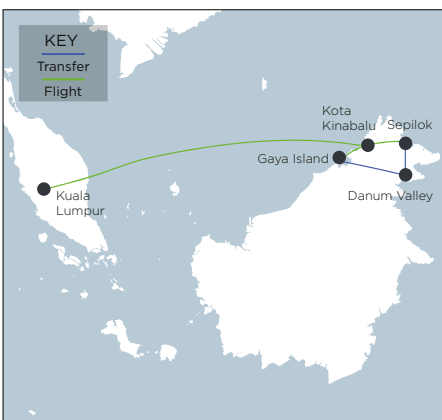 KEY
Transfer
Flight
Kota
Kinabalu
Sepilok
Gaya Island
Danum Valley
Kuala
Lumpur